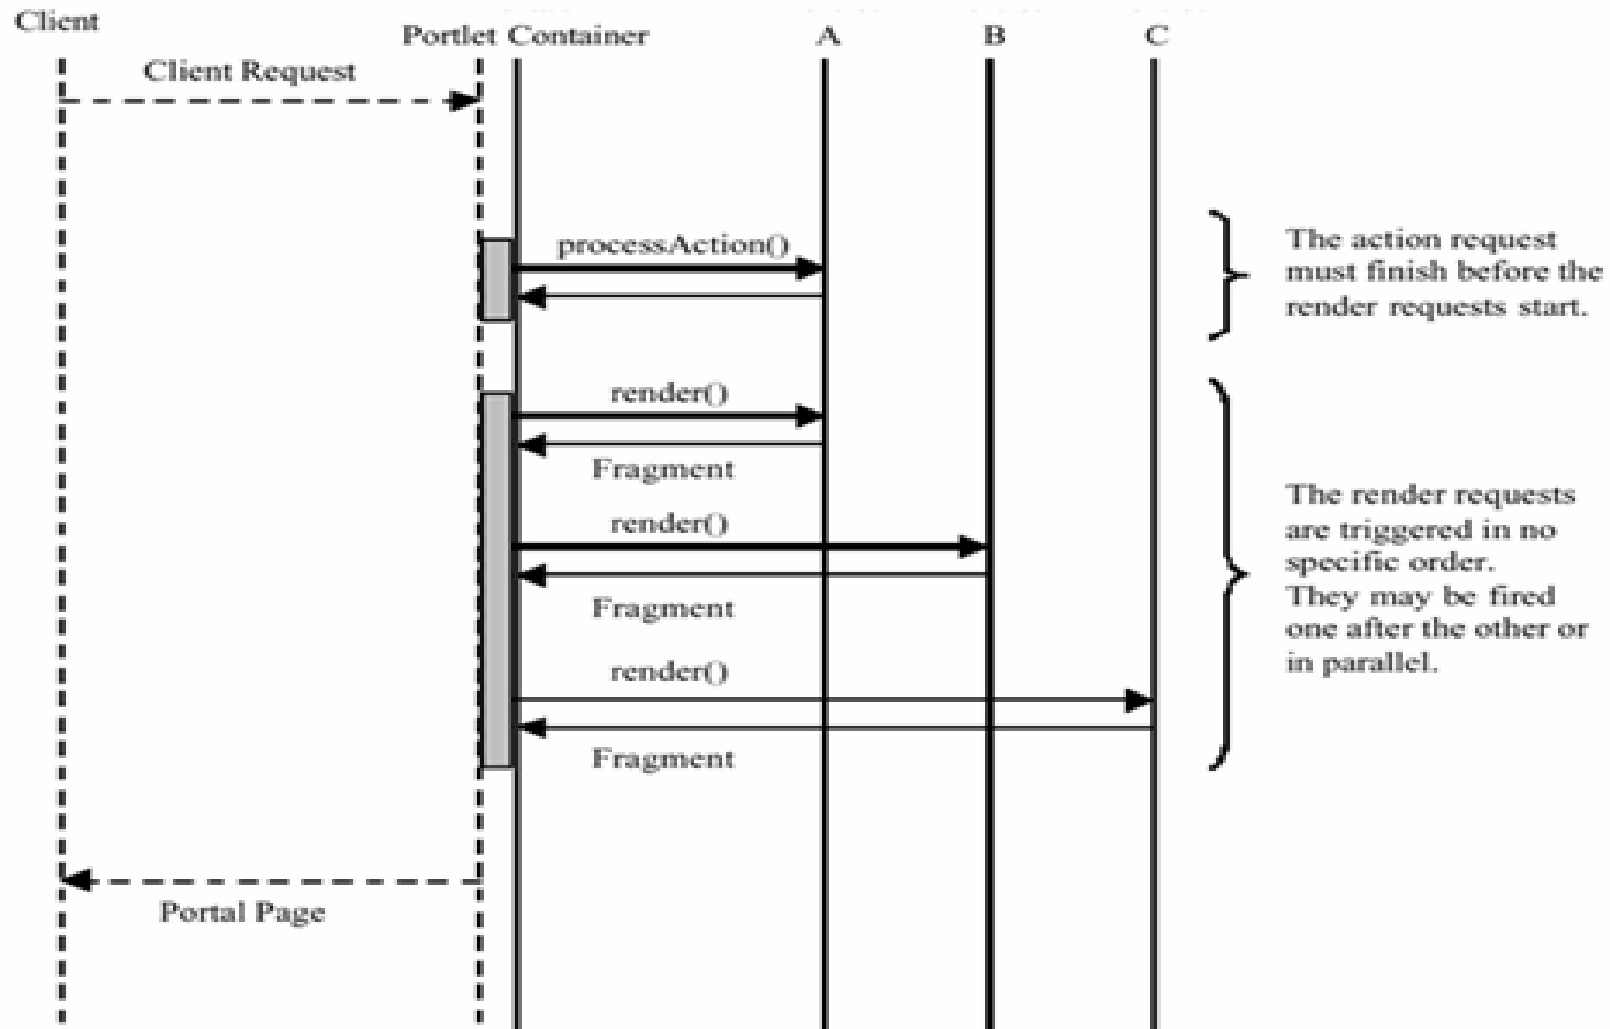 Client
Portlet Container
A
B
C
Client Request
processAction()
The action request
must finish before the
render requests start.
render()
Fragment
render()
Fragment
render()
Fragment
The render requests
are triggered in no
specific order.
They may be fired
one after the other or
in parallel.
Portal Page